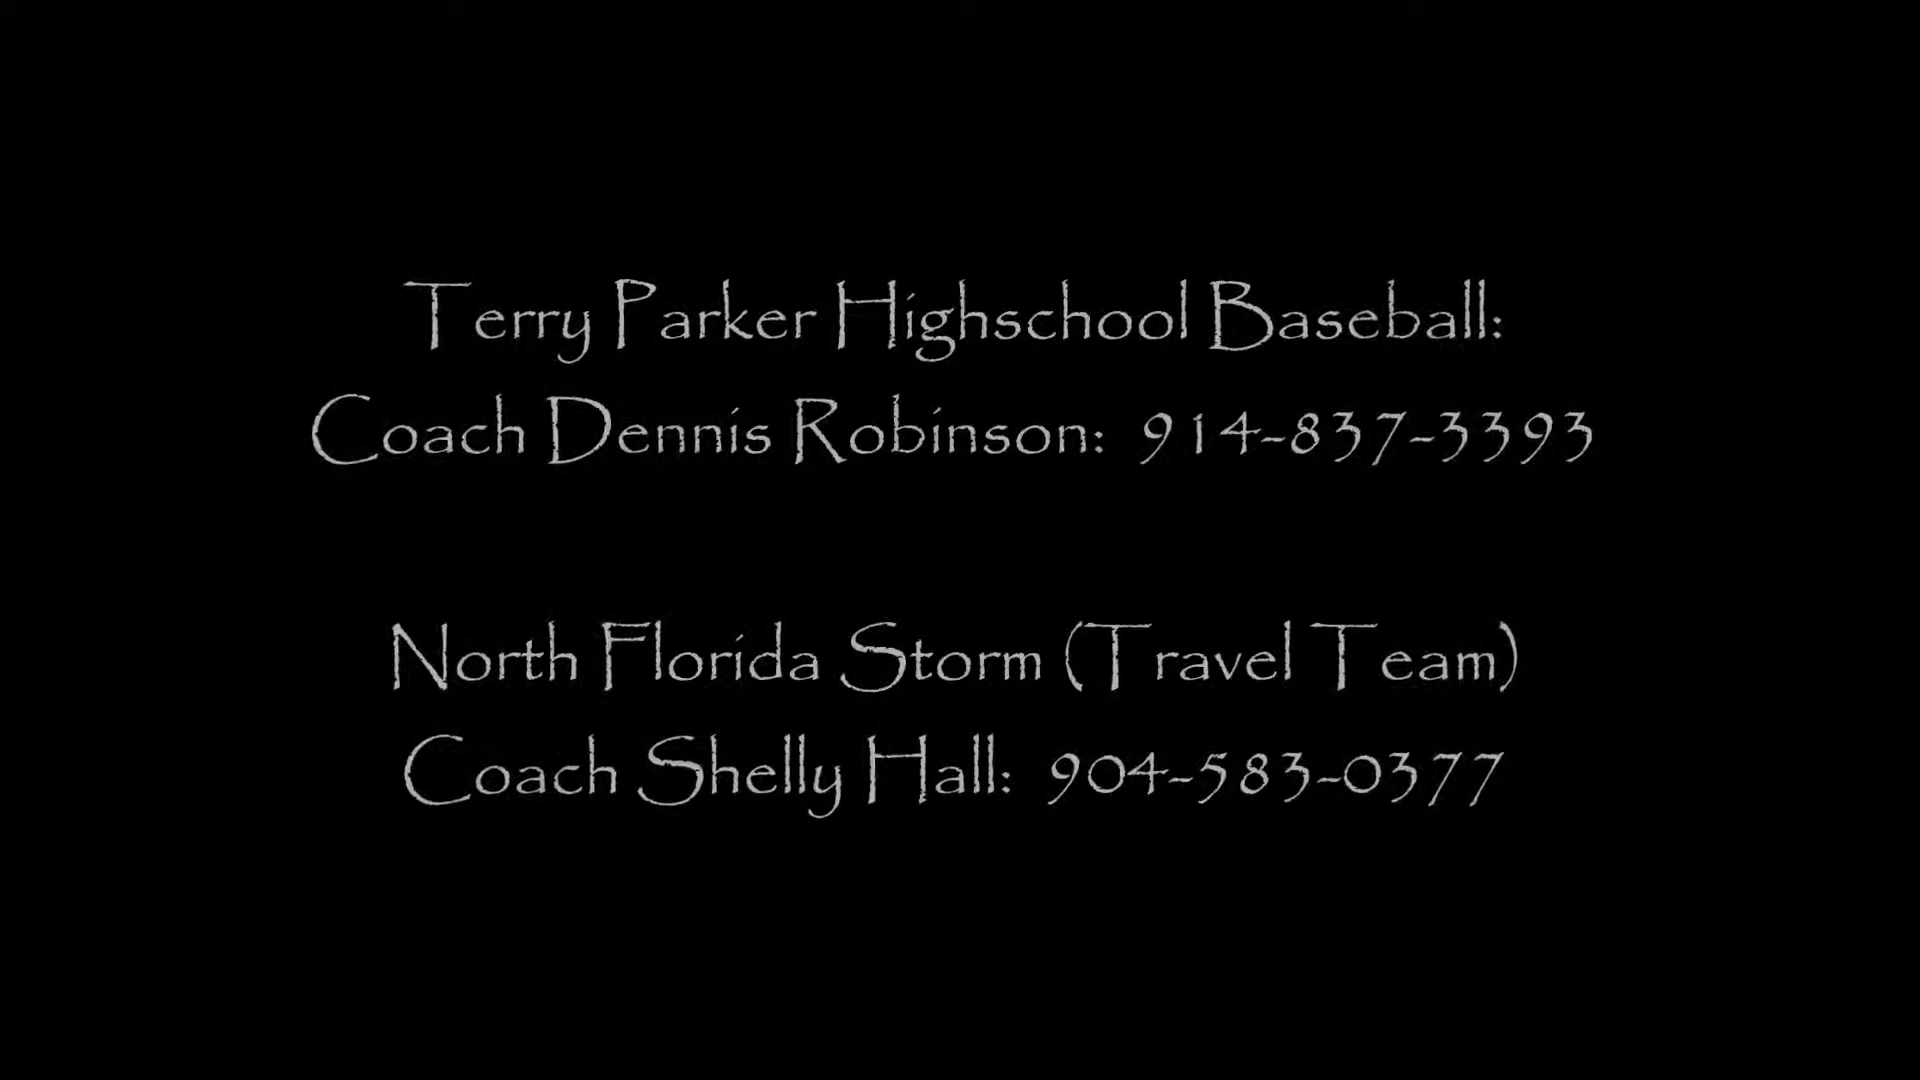 Terry Parker Highschool Baseball:
Coach Dennis Robinson: 914-837-3393
North Florida Storm (Travel Team)
Coach Shelly Hall: 904-583-0377